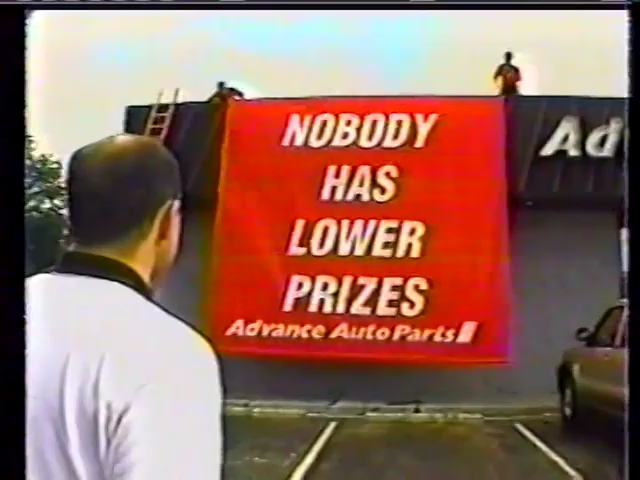 NOBODY
HAS
LOWER
PRIZES
Advance Auto Parts
Ad